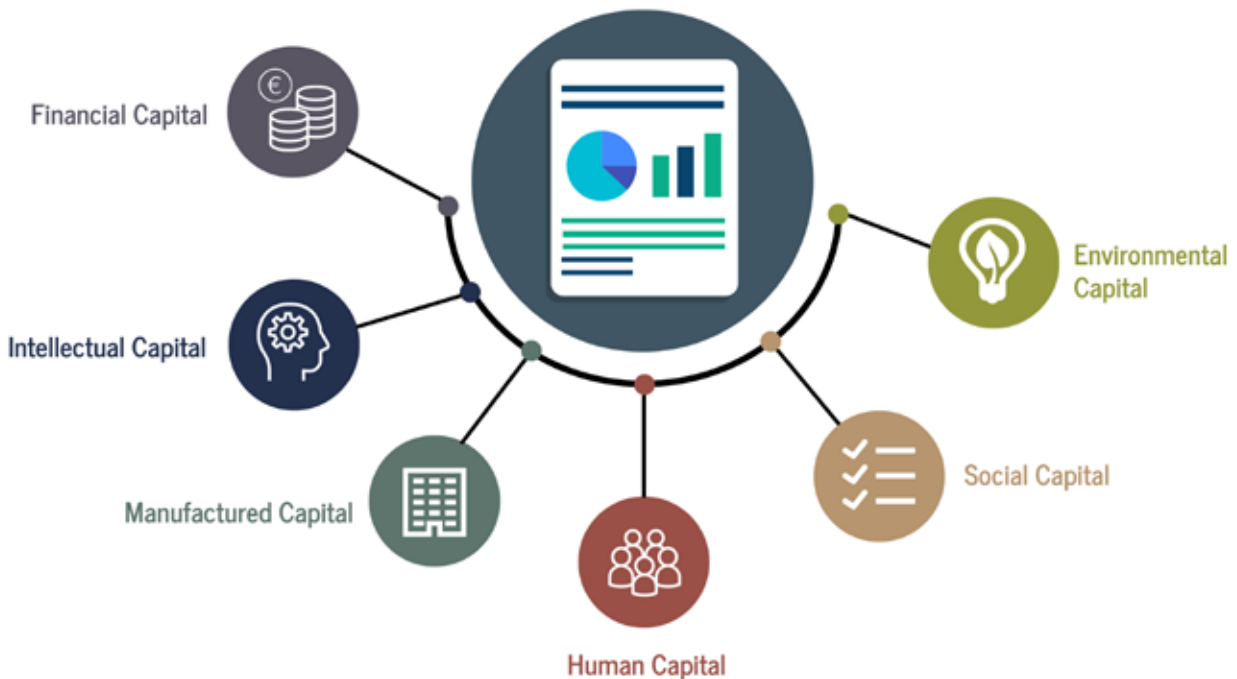 Financial Capital
Intellectual Capital
Manufactured Capital
Human Capital
Social Capital
Environmental
Capital
€